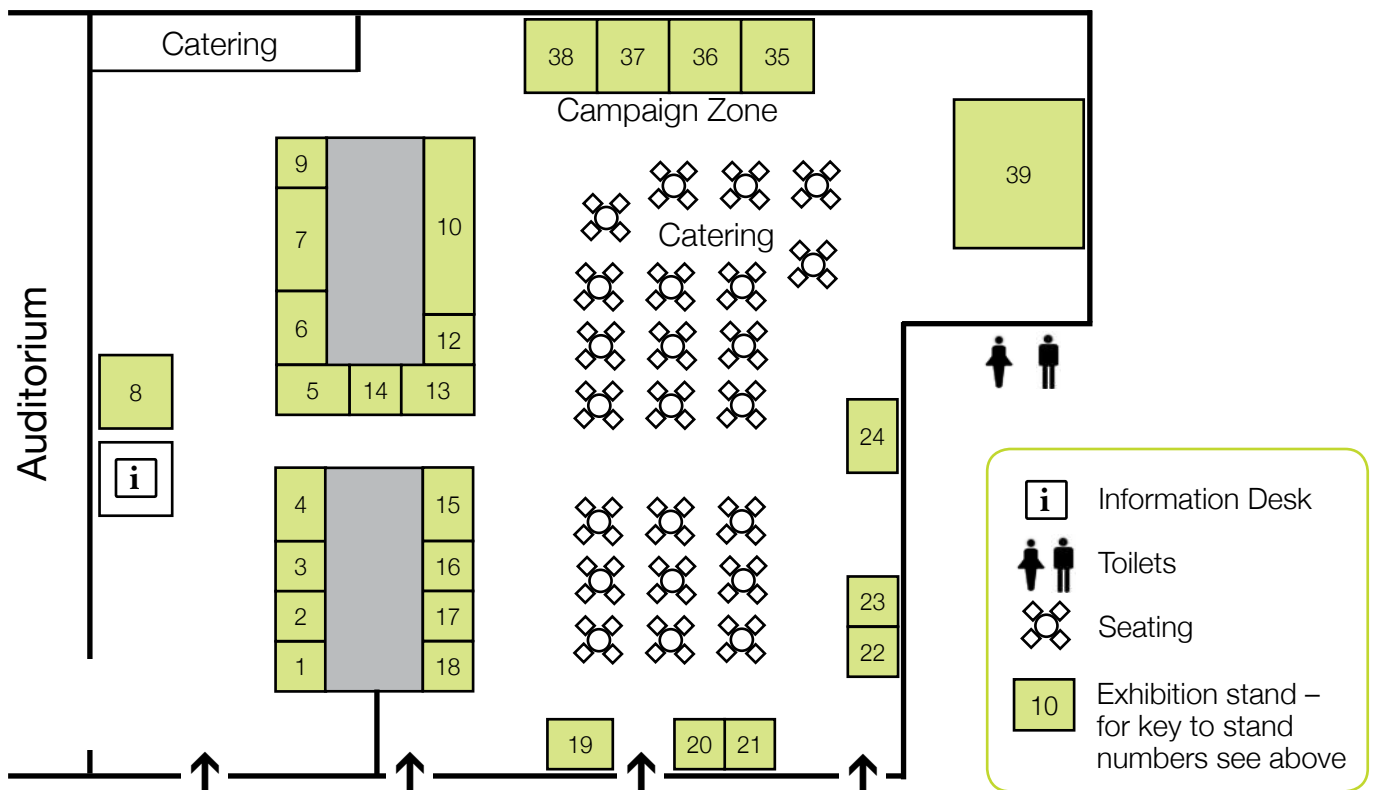 Catering
38 37 36 35
Campaign Zone
39
9
7
10
6
12
5 14 13
Catering
Auditorium
8
i
24
4
15
3
16
2
17
1
18
23
22
19
20 21
i Information Desk
Toilets
Seating
10
Exhibition stand –
for key to stand
numbers see above